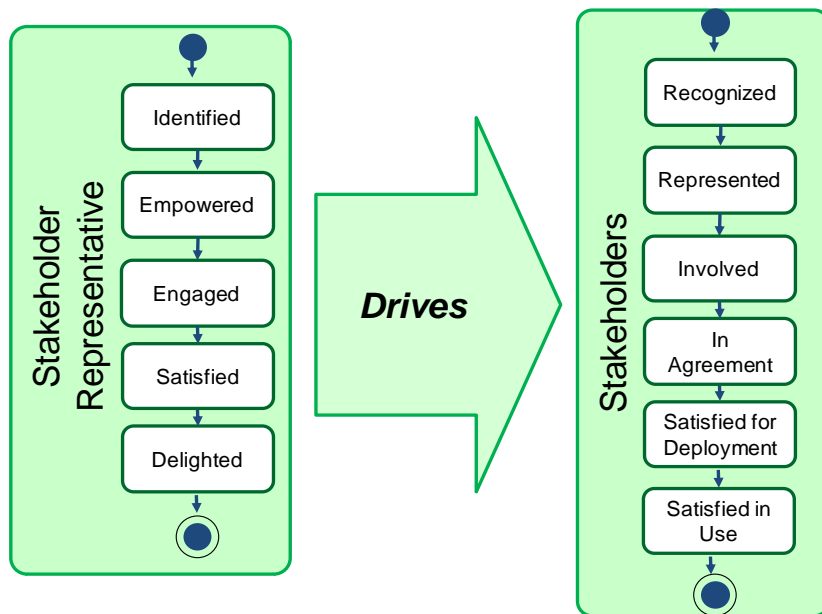 Stakeholder
Representative
Identified
Empowered
Engaged
Satisfied
Delighted
Drives
Stakeholders
Recognized
Represented
Involved
In
Agreement
Satisfied for
Deployment
Satisfied in
Use